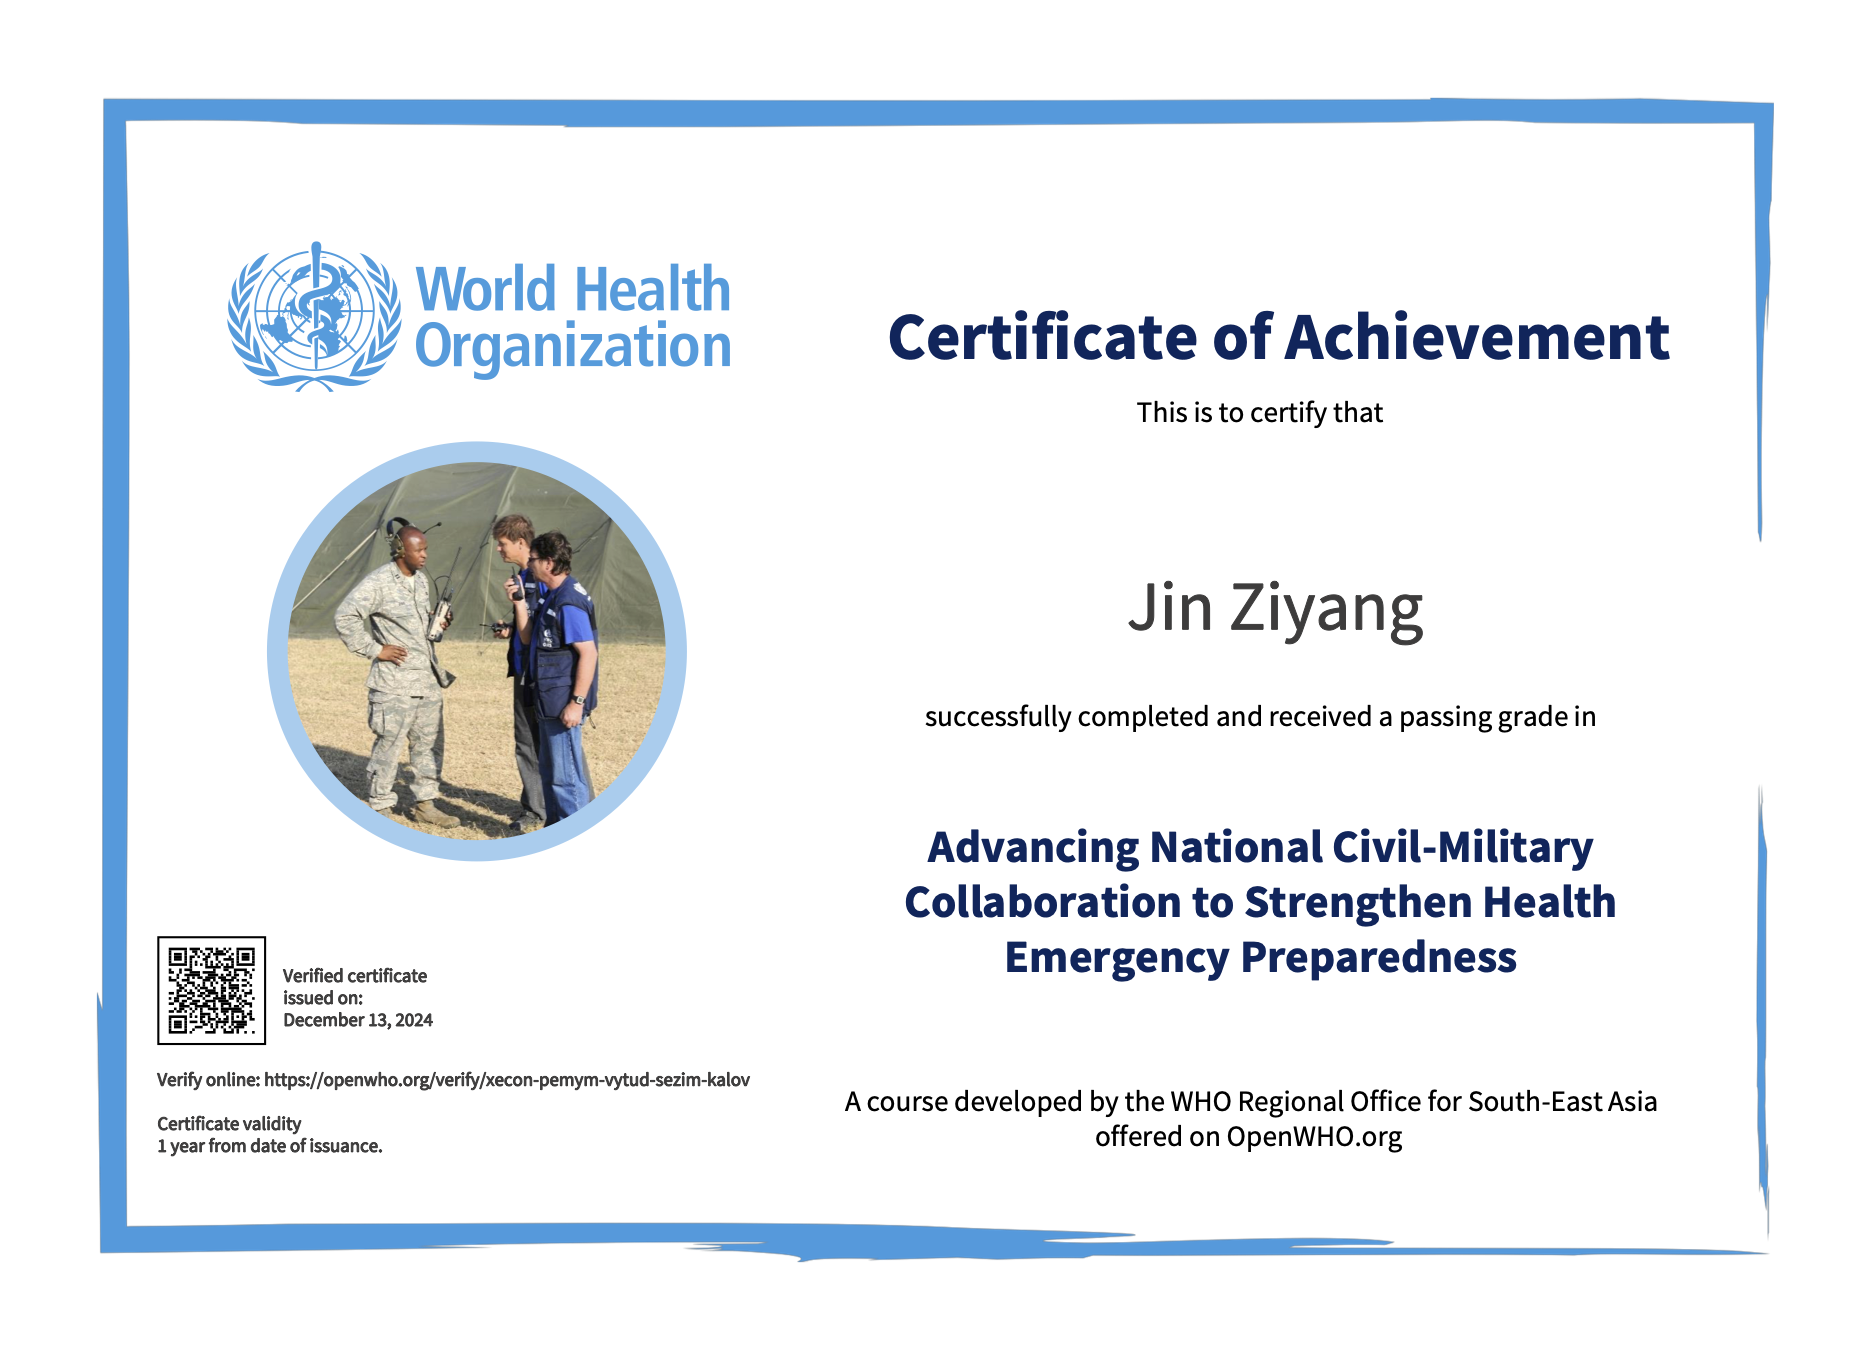 World Health
Organization
Certificate of Achievement
This is to certify that
Jin Ziyang
successfully completed and received a passing grade in
Advancing National Civil-Military
Collaboration to Strengthen Health
Emergency Preparedness
Verified certificate
issued on:
December 13, 2024
Verify online: https://openwho.org/verify/xecon-pemym-vytud-sezim-kalov
Certificate validity
1 year from date of issuance.
A course developed by the WHO Regional Office for South-East Asia
offered on OpenWHO.org